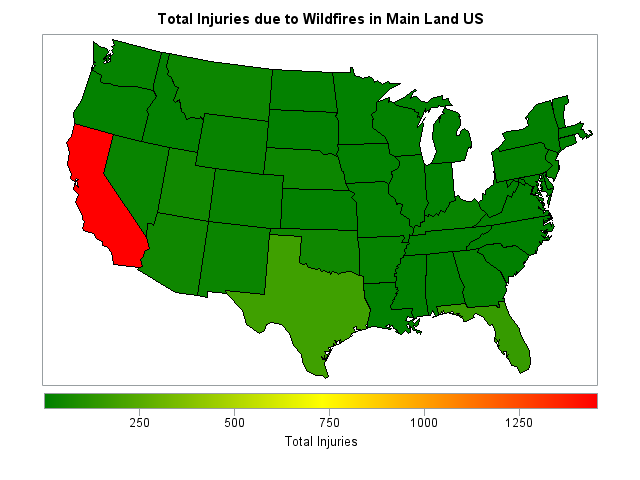 Total Injuries due to Wildfires in Main Land US
250 500 750 1000 1250
Total Injuries